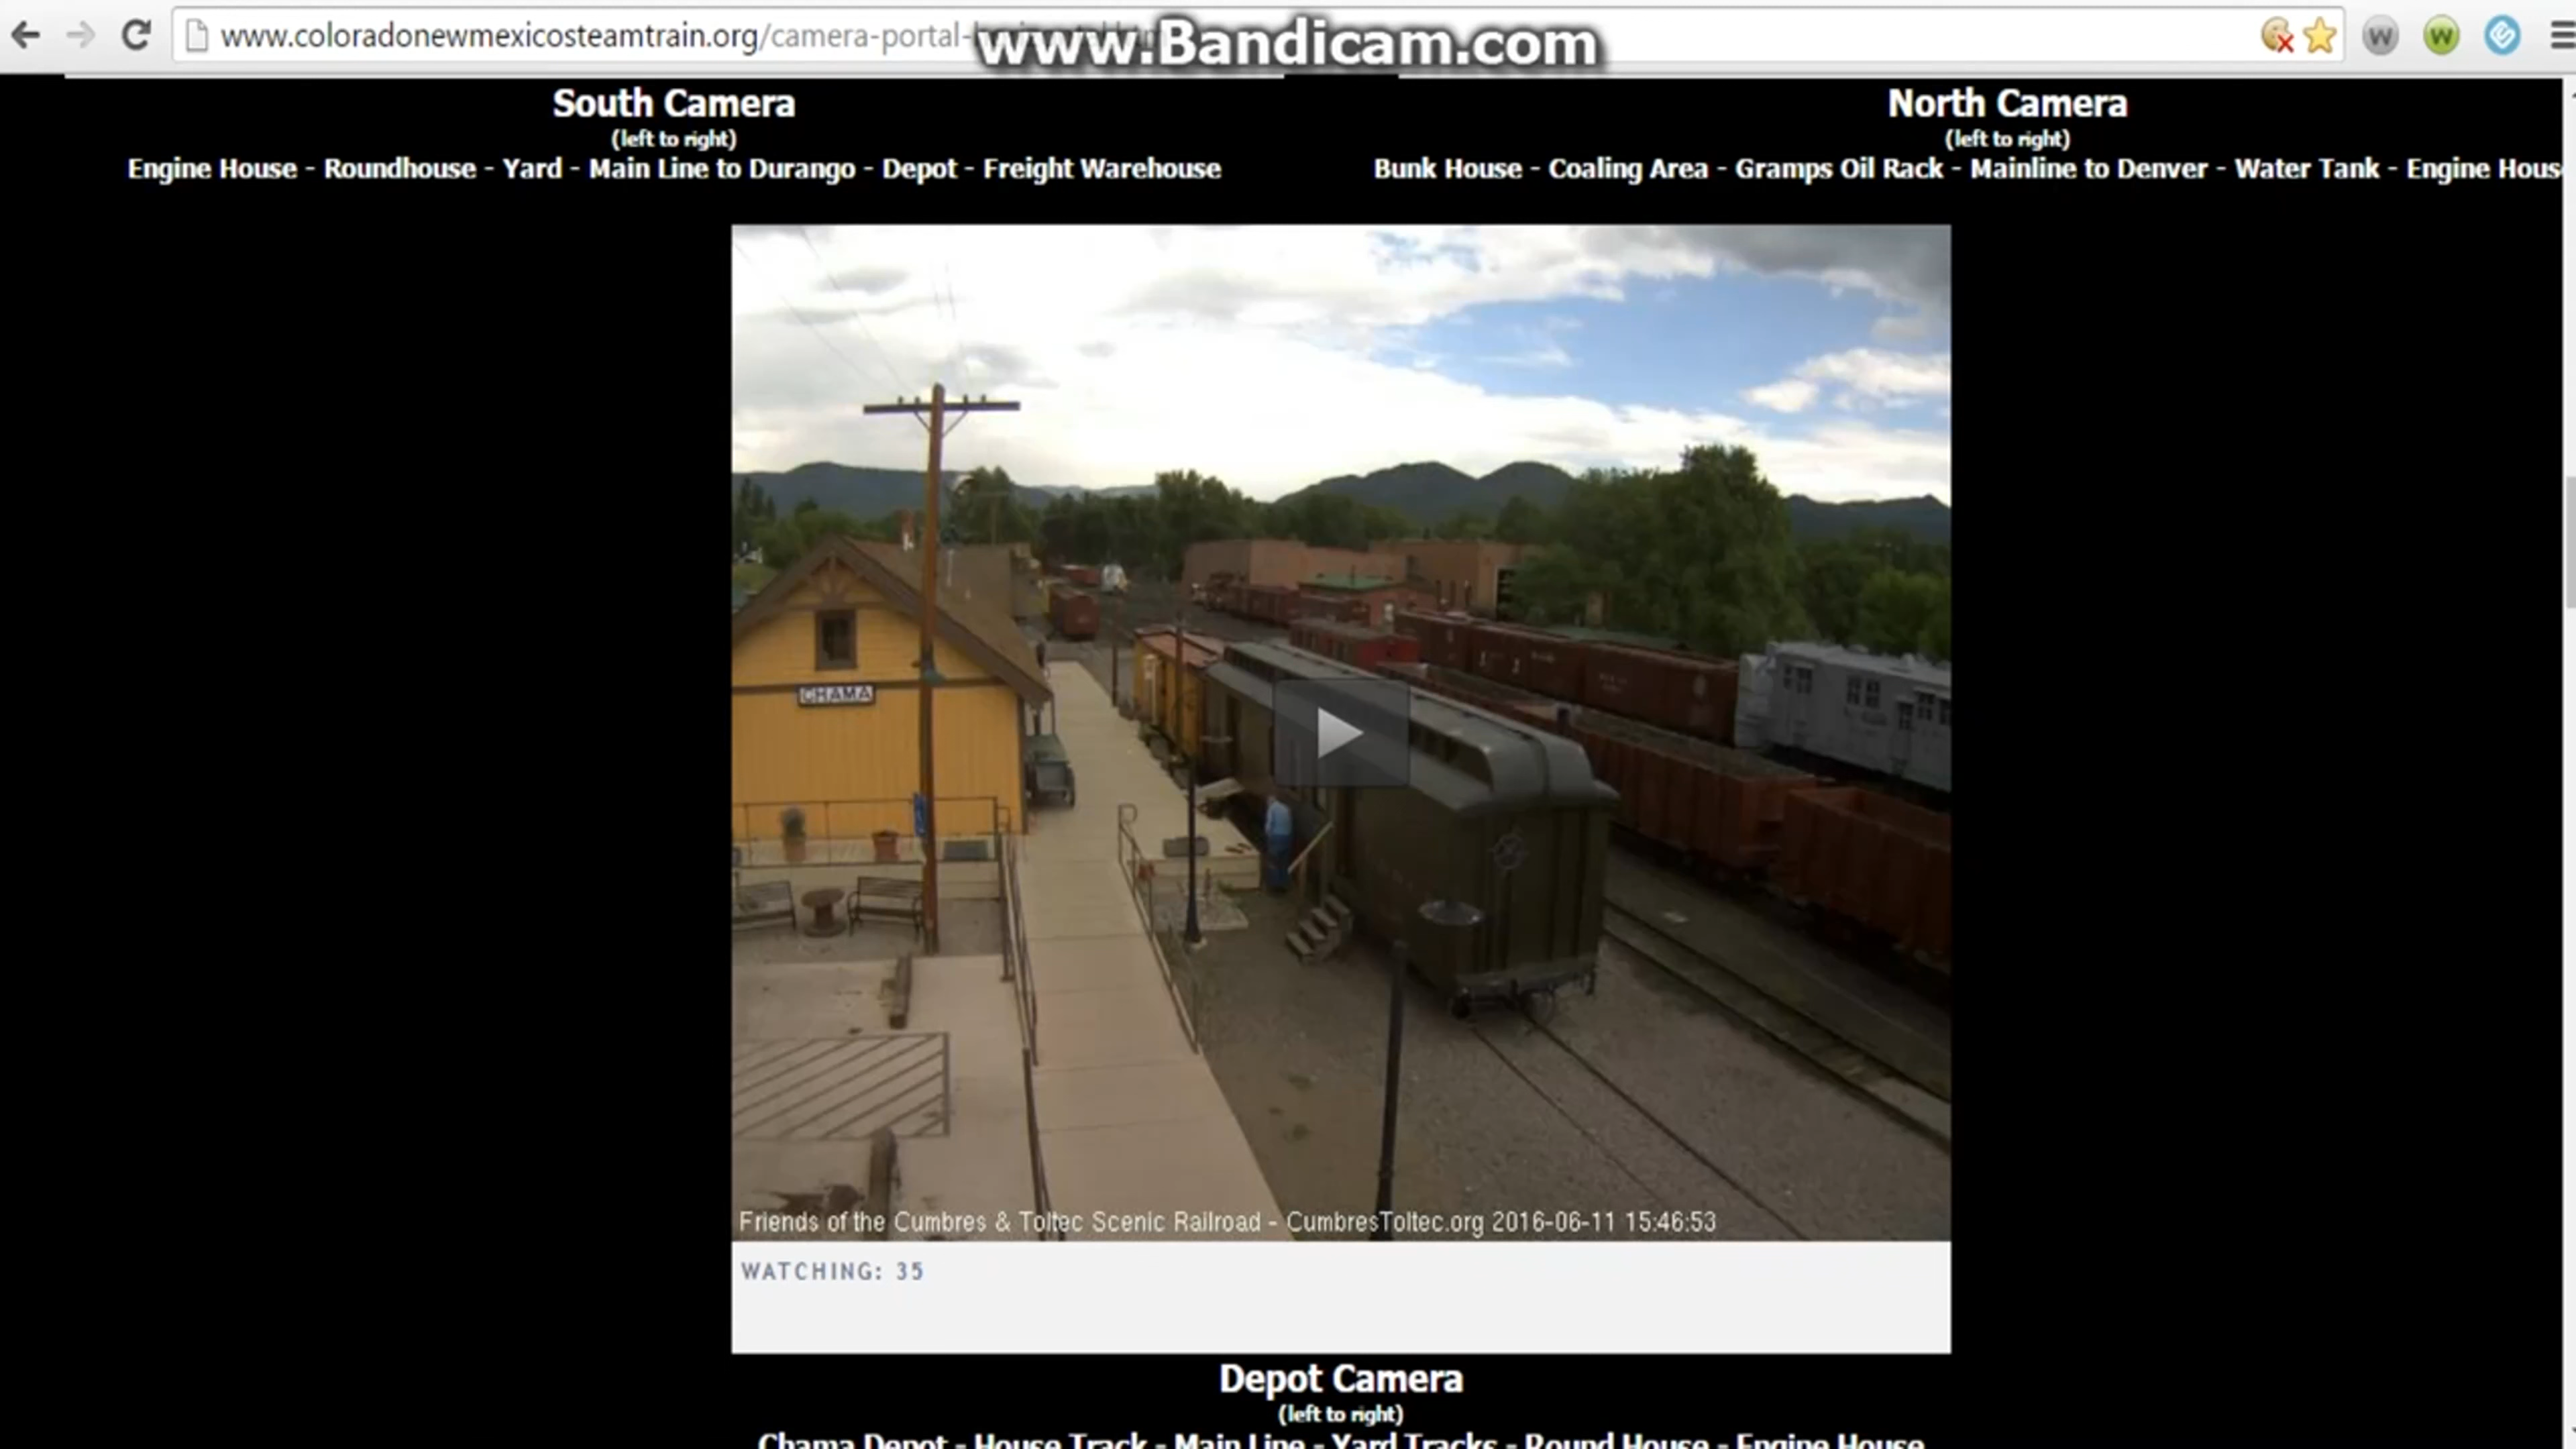 www.coloradonewmexicosteamtrain.org/camera-portal-
www.Bandicam.com
South Camera
(left to right)
Engine House - Roundhouse - Yard - Main Line to Durango - Depot - Freight Warehouse
North Camera
(left to right)
Bunk House - Coaling Area - Gramps Oil Rack - Mainline to Denver - Water Tank - Engine Hous
CHAMA
Friends of the Cumbres & Toltec Scenic Railroad - CumbresToltec.org 2016-06-11 15:46:53
WATCHING: 35
Depot Camera
(left to right)
Chama Depot - House Track - Main Line - Yard Tracks - Round House - Engine House